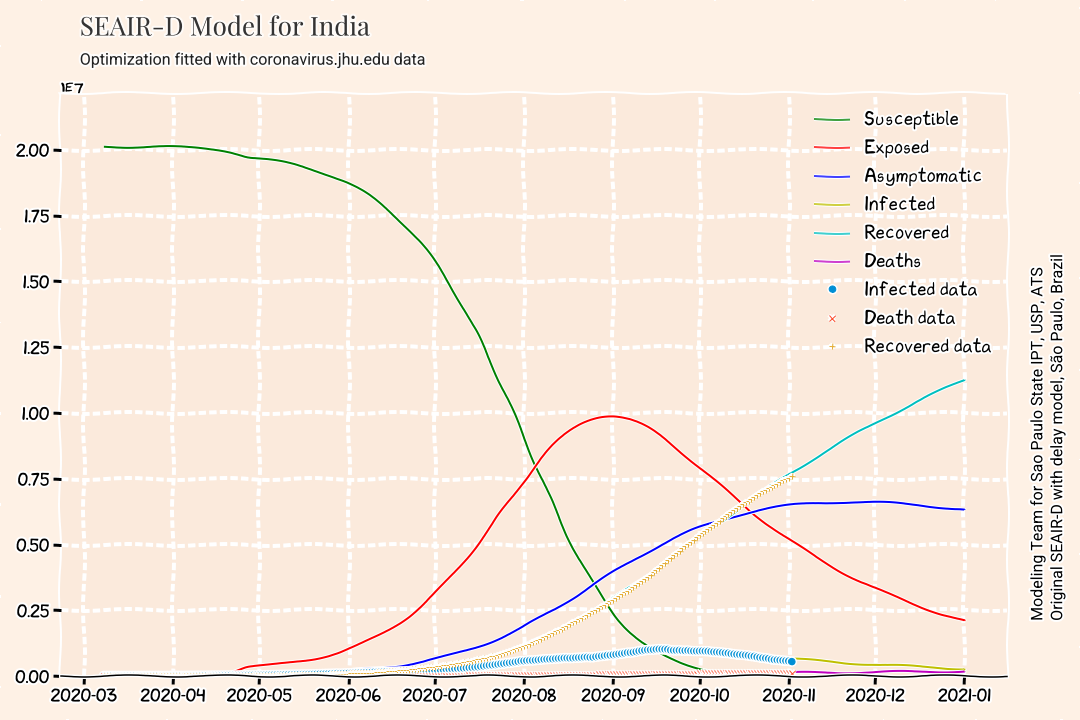 SEAIR-D Model for India
Optimization fitted with coronavirus.jhu.edu data
1E7
2.00
1.75
1.50
1.25
1.00
0.75
0.50
0.25
0.00
2020-03 2020-04 2020-05 2020-06 2020-07 2020-08 2020-09 2020-10 2020-11 2020-12 2021-01
Susceptible
Exposed
Asymptomatic
Infected
Recovered
Deaths
Infected data
Death data
Recovered data
Modeling Team for Sao Paulo State IPT, USP, ATS
Original SEAIR-D with delay model, São Paulo, Brazil